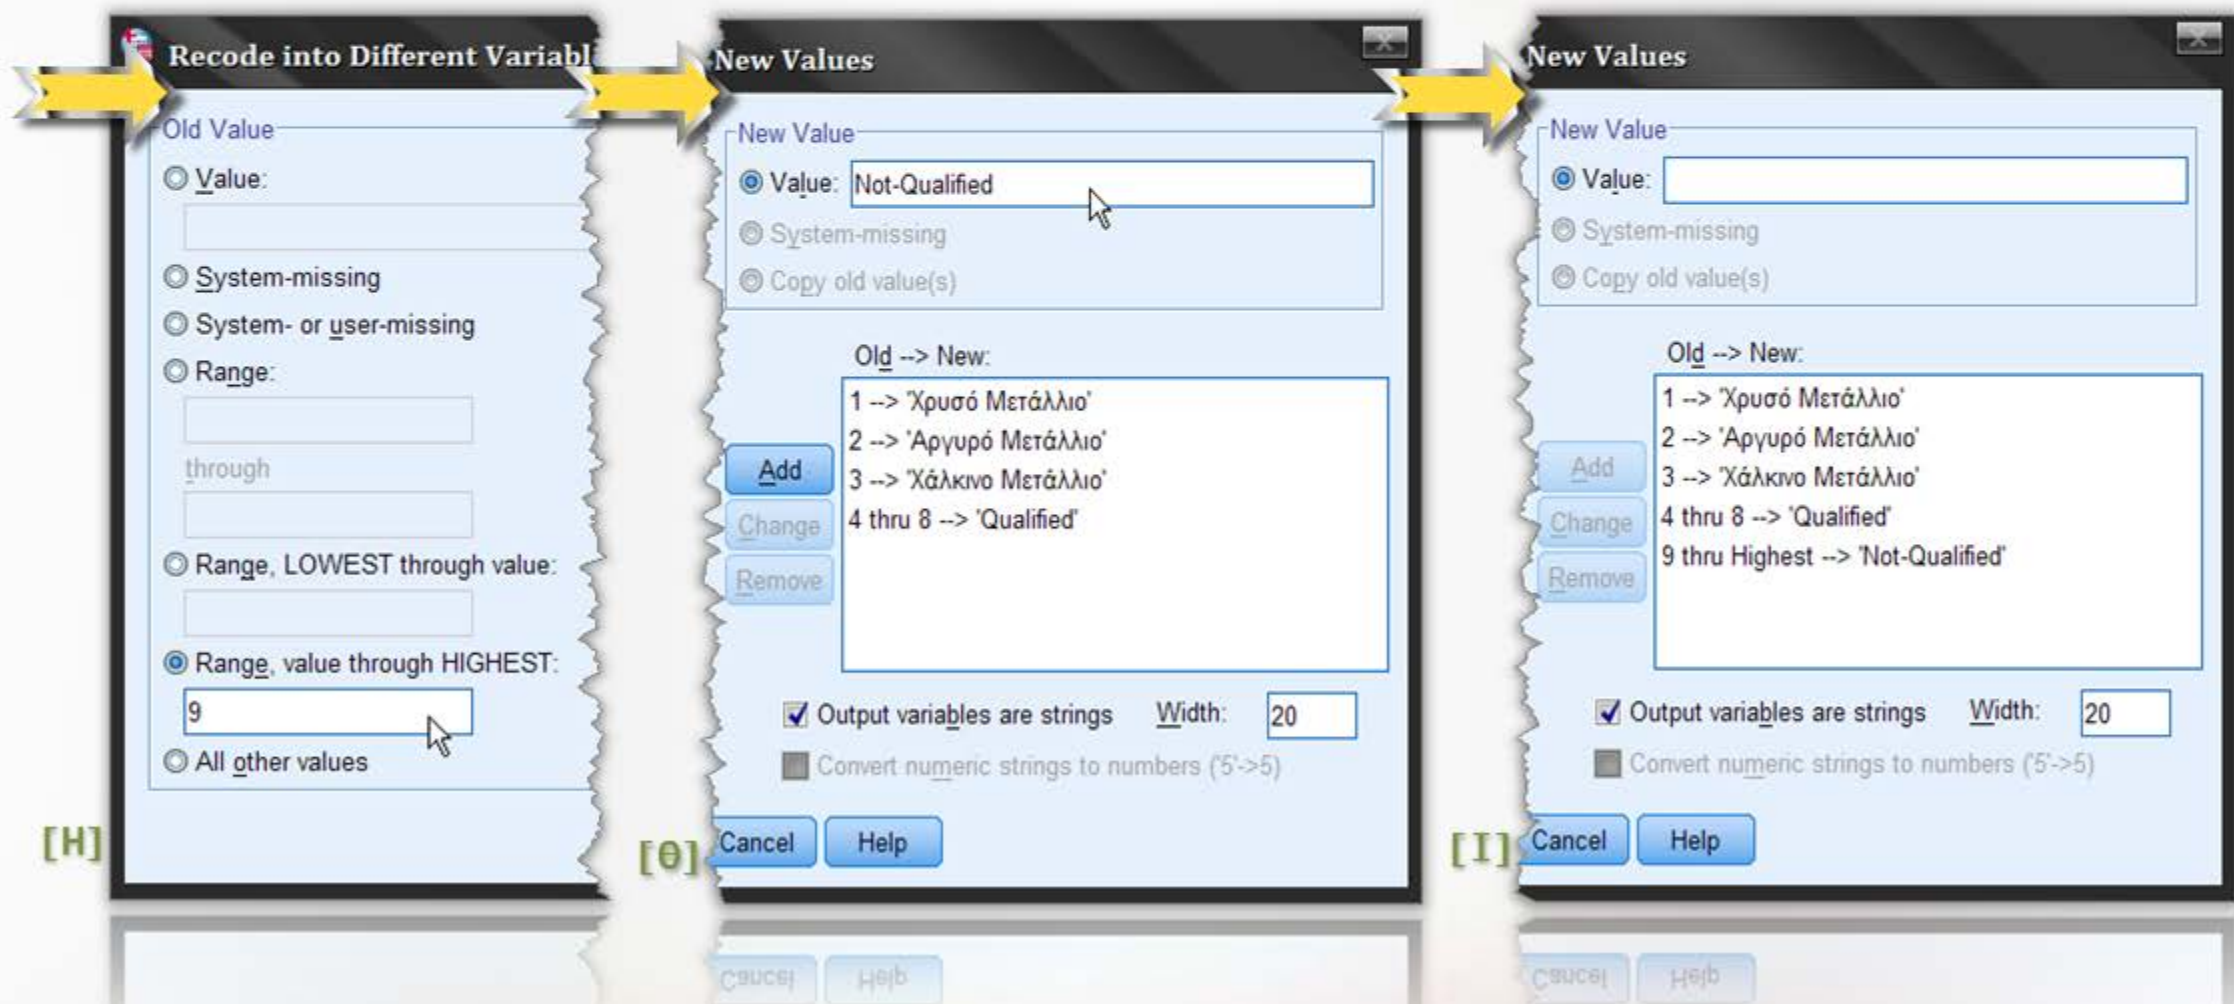 Recode into Different Variabl
Old Value
Value:
System-missing
System- or user-missing
Range:
through
Range, LOWEST through value:
Range, value through HIGHEST:
9
All other values
[H]
New Values
New Value
Value: Not-Qualified
System-missing
Copy old value(s)
Old --> New:
1 --> 'Χρυσό Μετάλλιο'
2 --> 'Αργυρό Μετάλλιο'
3 --> 'Χάλκινο Μετάλλιο'
4 thru 8 --> 'Qualified'
Add
Change
Remove
Output variables are strings Width: 20
Convert numeric strings to numbers ('5'->5)
Cancel Help
[Θ]
New Values
New Value
Value:
System-missing
Copy old value(s)
Old --> New:
1 --> 'Χρυσό Μετάλλιο'
2 --> 'Αργυρό Μετάλλιο'
3 --> 'Χάλκινο Μετάλλιο'
4 thru 8 --> 'Qualified'
9 thru Highest --> 'Not-Qualified'
Add
Change
Remove
Output variables are strings Width: 20
Convert numeric strings to numbers ('5'->5)
Cancel Help
[I]